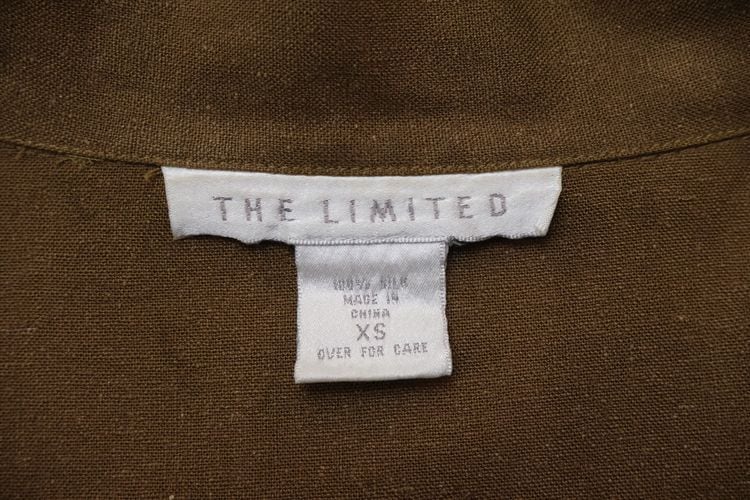 THE LIMITED
100% SILK
MADE IN
CHINA
XS
OVER FOR CARE